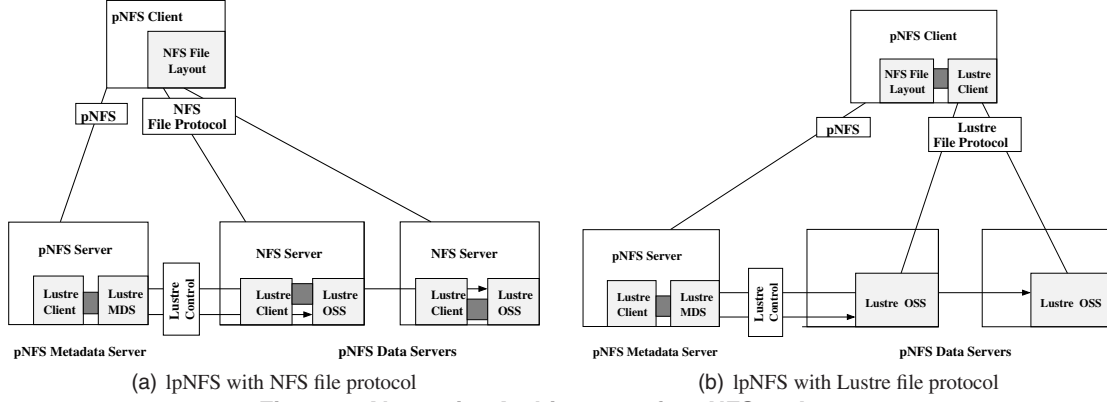 pNFS Client
NFS File
Layout
pNFS
NFS
File Protocol
pNFS Server
Lustre
Client
Lustre
MDS
Lustre
Control
NFS Server
Lustre
Client
Lustre
OSS
NFS Server
Lustre
Client
Lustre
OSS
pNFS Metadata Server
pNFS Data Servers
(a) lpNFS with NFS file protocol
pNFS Client
NFS File
Layout
Lustre
Client
pNFS
Lustre
File Protocol
pNFS Server
Lustre
Client
Lustre
MDS
Lustre
Control
Lustre OSS
Lustre OSS
pNFS Metadata Server
pNFS Data Servers
(b) lpNFS with Lustre file protocol